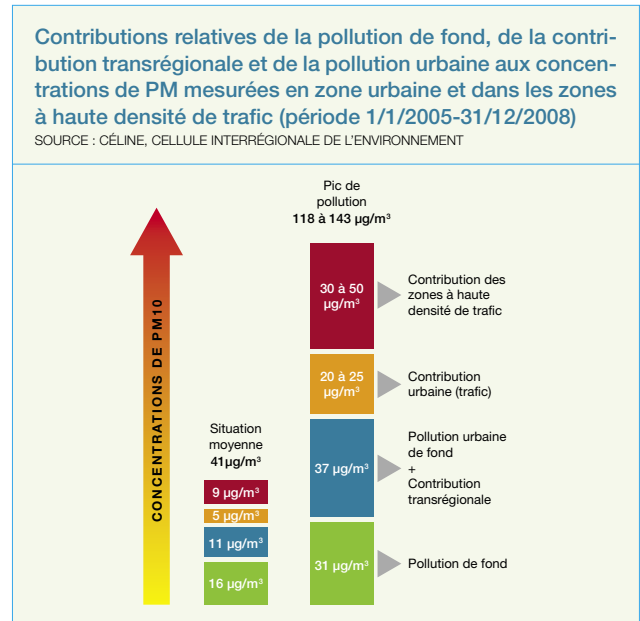 Contributions relatives de la pollution de fond, de la contri-
bution transrégionale et de la pollution urbaine aux concen-
trations de PM mesurées en zone urbaine et dans les zones
à haute densité de trafic (période 1/1/2005-31/12/2008)
SOURCE : CÉLINE, CELLULE INTERRÉGIONALE DE L'ENVIRONNEMENT
CONCENTRATIONS DE PM10
Situation
moyenne
41µg/m³
9 µg/m³
5 µg/m³
11 µg/m³
16 µg/m³
Pic de
pollution
118 à 143 µg/m³
30 à 50
µg/m³
20 à 25
µg/m³
37 µg/m³
31 µg/m³
Contribution des
zones à haute
densité de trafic
Contribution
urbaine (trafic)
Pollution urbaine
de fond
+
Contribution
transrégionale
Pollution de fond